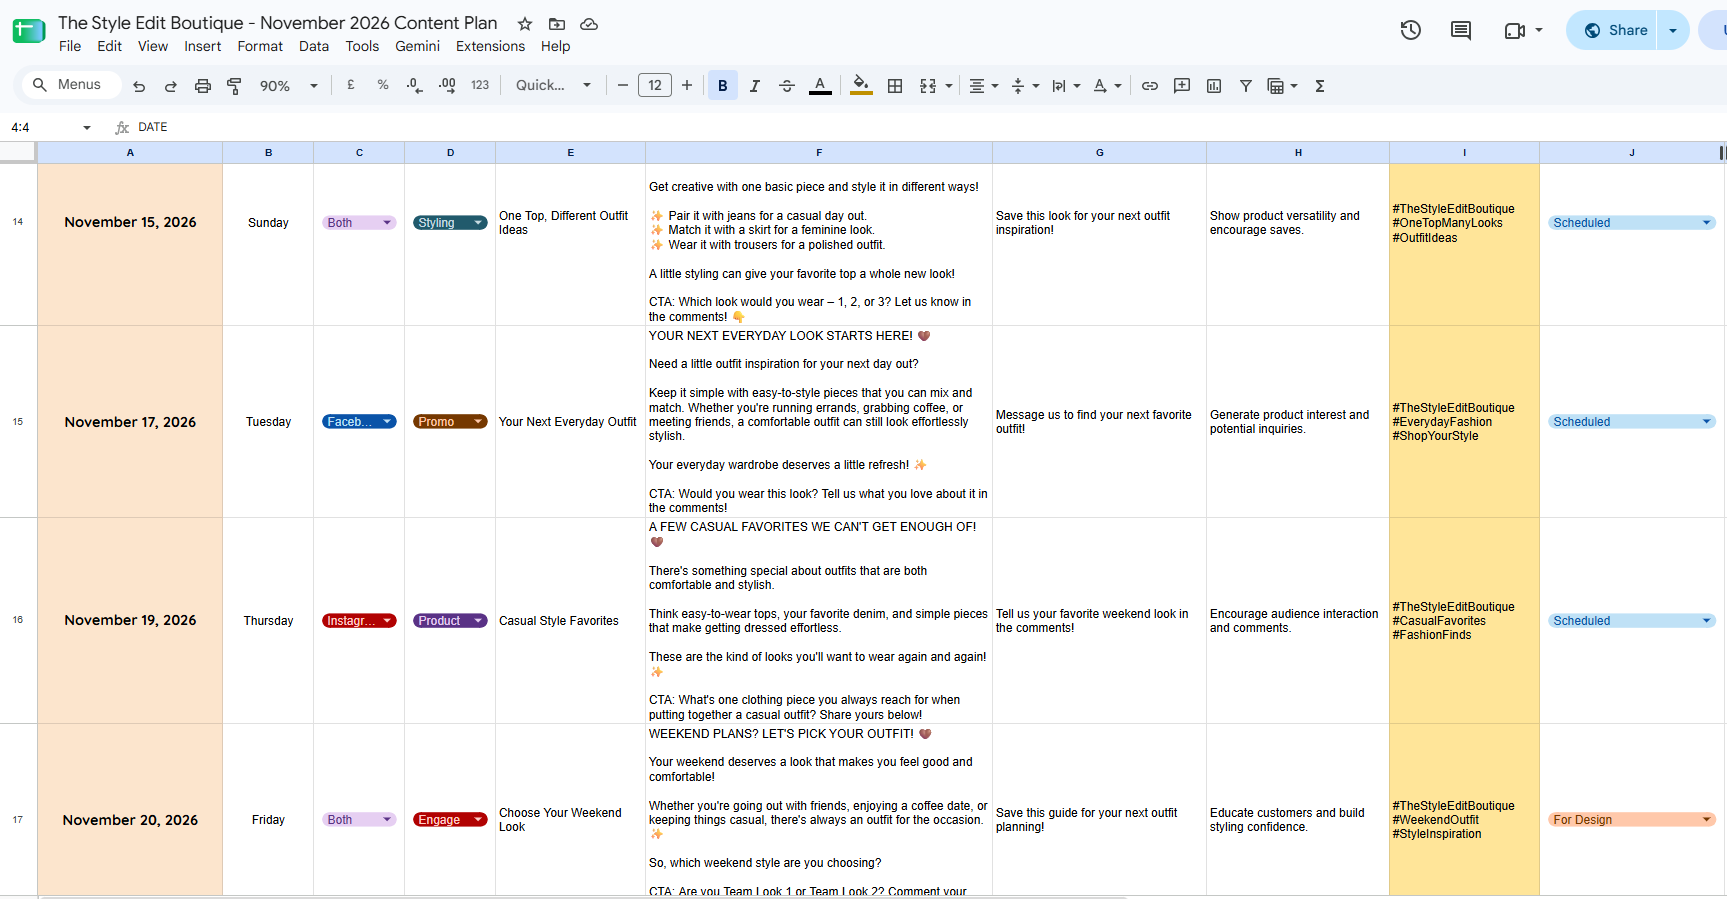 The Style Edit Boutique - November 2026 Content Plan
File Edit View Insert Format Data Tools Gemini Extensions Help
Share
Menus
90%
£ % .0 .00 123
Quick...
12
B I A A Σ
4:4
fx DATE
A B C D E F G H I J
14
November 15, 2026
Sunday
Both
Styling
One Top, Different Outfit
Ideas
Get creative with one basic piece and style it in different ways!
✨ Pair it with jeans for a casual day out.
✨ Match it with a skirt for a feminine look.
✨ Wear it with trousers for a polished outfit.
A little styling can give your favorite top a whole new look!
CTA: Which look would you wear – 1, 2, or 3? Let us know in
the comments! 👇
Save this look for your next outfit
inspiration!
Show product versatility and
encourage saves.
#TheStyleEditBoutique
#OneTopManyLooks
#OutfitIdeas
Scheduled
15
November 17, 2026
Tuesday
Faceb...
Promo
Your Next Everyday Outfit
YOUR NEXT EVERYDAY LOOK STARTS HERE! 🤎
Need a little outfit inspiration for your next day out?
Keep it simple with easy-to-style pieces that you can mix and
match. Whether you're running errands, grabbing coffee, or
meeting friends, a comfortable outfit can still look effortlessly
stylish.
Your everyday wardrobe deserves a little refresh! ✨
CTA: Would you wear this look? Tell us what you love about it in
the comments!
Message us to find your next favorite
outfit!
Generate product interest and
potential inquiries.
#TheStyleEditBoutique
#EverydayFashion
#ShopYourStyle
Scheduled
16
November 19, 2026
Thursday
Instagr...
Product
Casual Style Favorites
A FEW CASUAL FAVORITES WE CAN'T GET ENOUGH OF!
🤎
There's something special about outfits that are both
comfortable and stylish.
Think easy-to-wear tops, your favorite denim, and simple pieces
that make getting dressed effortless.
These are the kind of looks you'll want to wear again and again!
✨
CTA: What's one clothing piece you always reach for when
putting together a casual outfit? Share yours below!
Tell us your favorite weekend look in
the comments!
Encourage audience interaction
and comments.
#TheStyleEditBoutique
#CasualFavorites
#FashionFinds
Scheduled
17
November 20, 2026
Friday
Both
Engage
Choose Your Weekend
Look
WEEKEND PLANS? LET'S PICK YOUR OUTFIT! 🤎
Your weekend deserves a look that makes you feel good and
comfortable!
Whether you're going out with friends, enjoying a coffee date, or
keeping things casual, there's always an outfit for the occasion.
✨
So, which weekend style are you choosing?
CTA: Are you Team Look 1 or Team Look 2? Comment your
Save this guide for your next outfit
planning!
Educate customers and build
styling confidence.
#TheStyleEditBoutique
#WeekendOutfit
#StyleInspiration
For Design